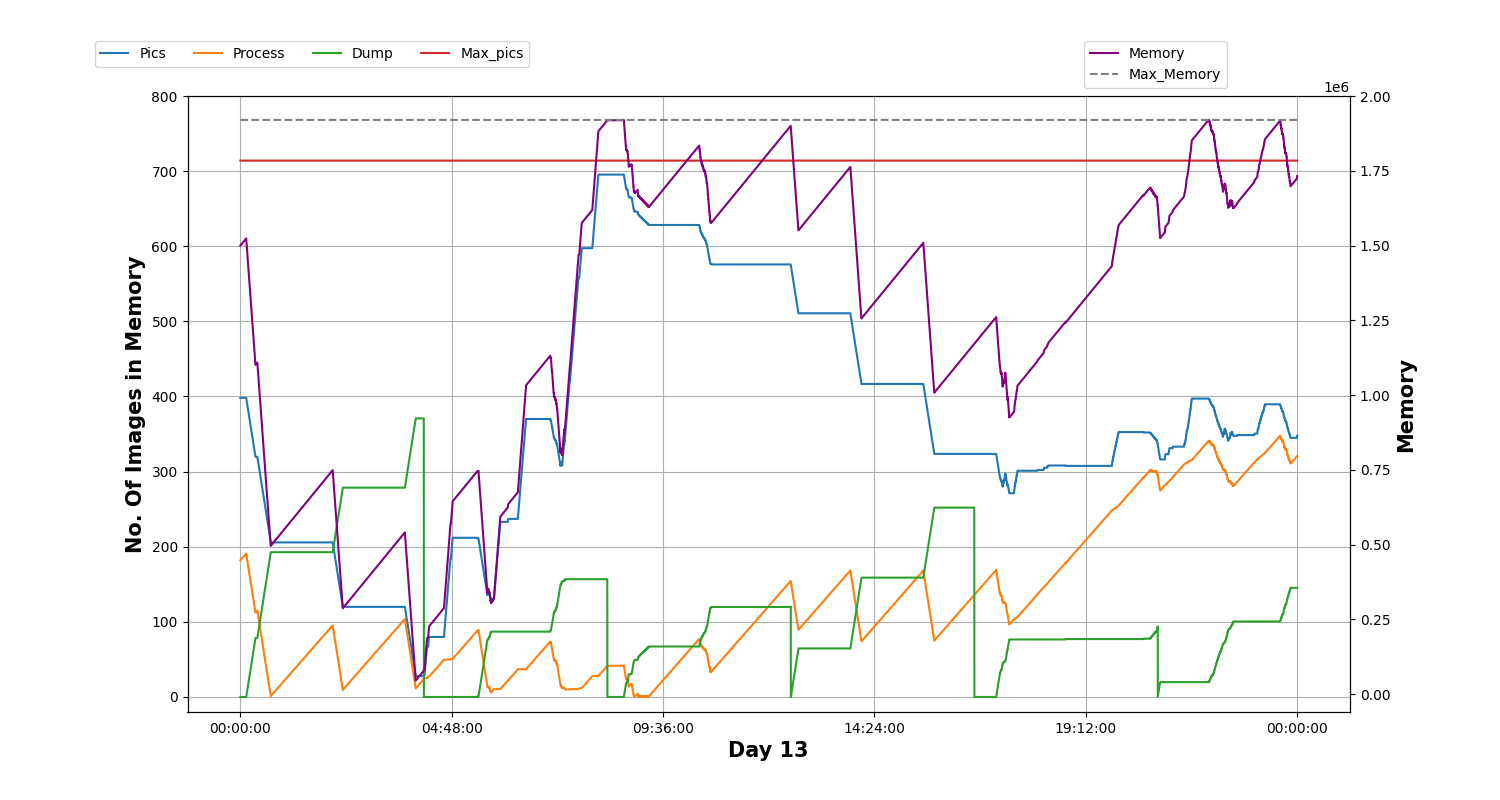 Pics Process Dump Max_pics
Memory
Max_Memory
1e6
800
700
600
500
400
300
200
100
0
No. Of Images in Memory
2.00
1.75
1.50
1.25
1.00
0.75
0.50
0.25
0.00
Memory
00:00:00 04:48:00 09:36:00 14:24:00 19:12:00 00:00:00
Day 13